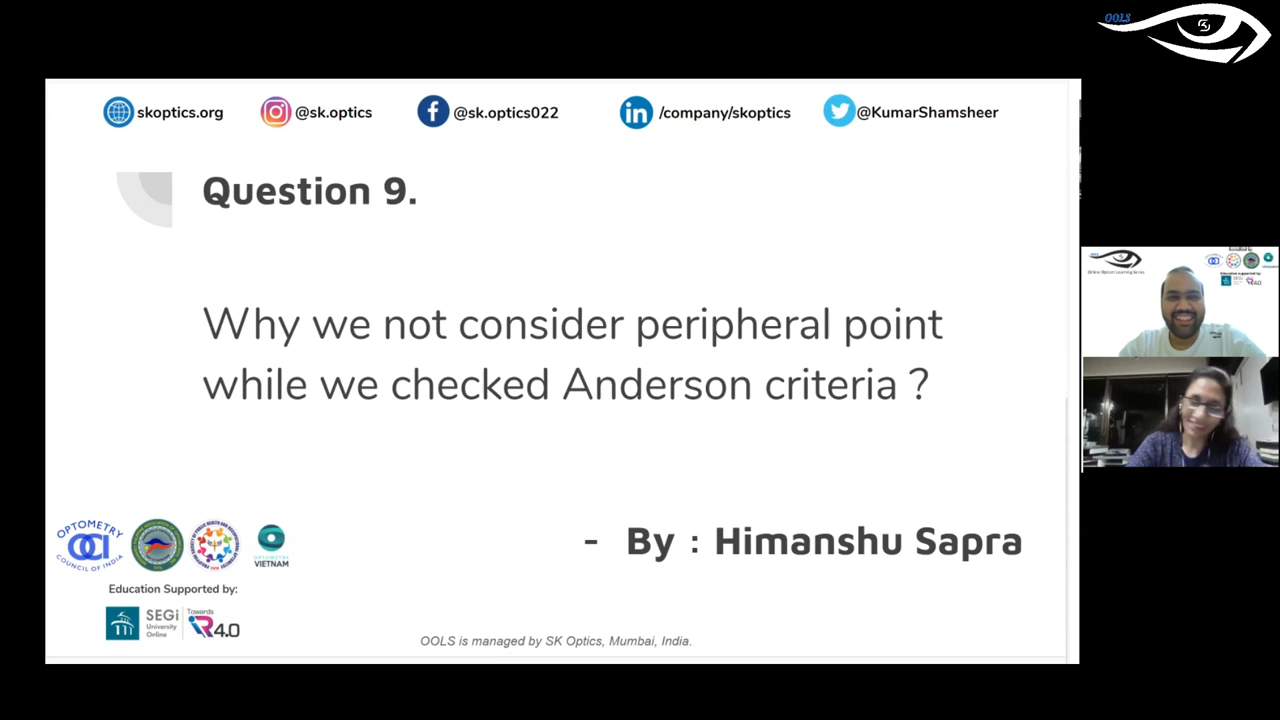 OOLS
skoptics.org
@sk.optics
@sk.optics022
/company/skoptics
@KumarShamsheer
Question 9.
Why we not consider peripheral point
while we checked Anderson criteria ?
- By : Himanshu Sapra
OPTOMETRY
OCI
COUNCIL OF INDIA
OPTOMETRY
VIETNAM
Education Supported by:
SEGi
University
Online
Towards
iR4.0
OOLS is managed by SK Optics, Mumbai, India.